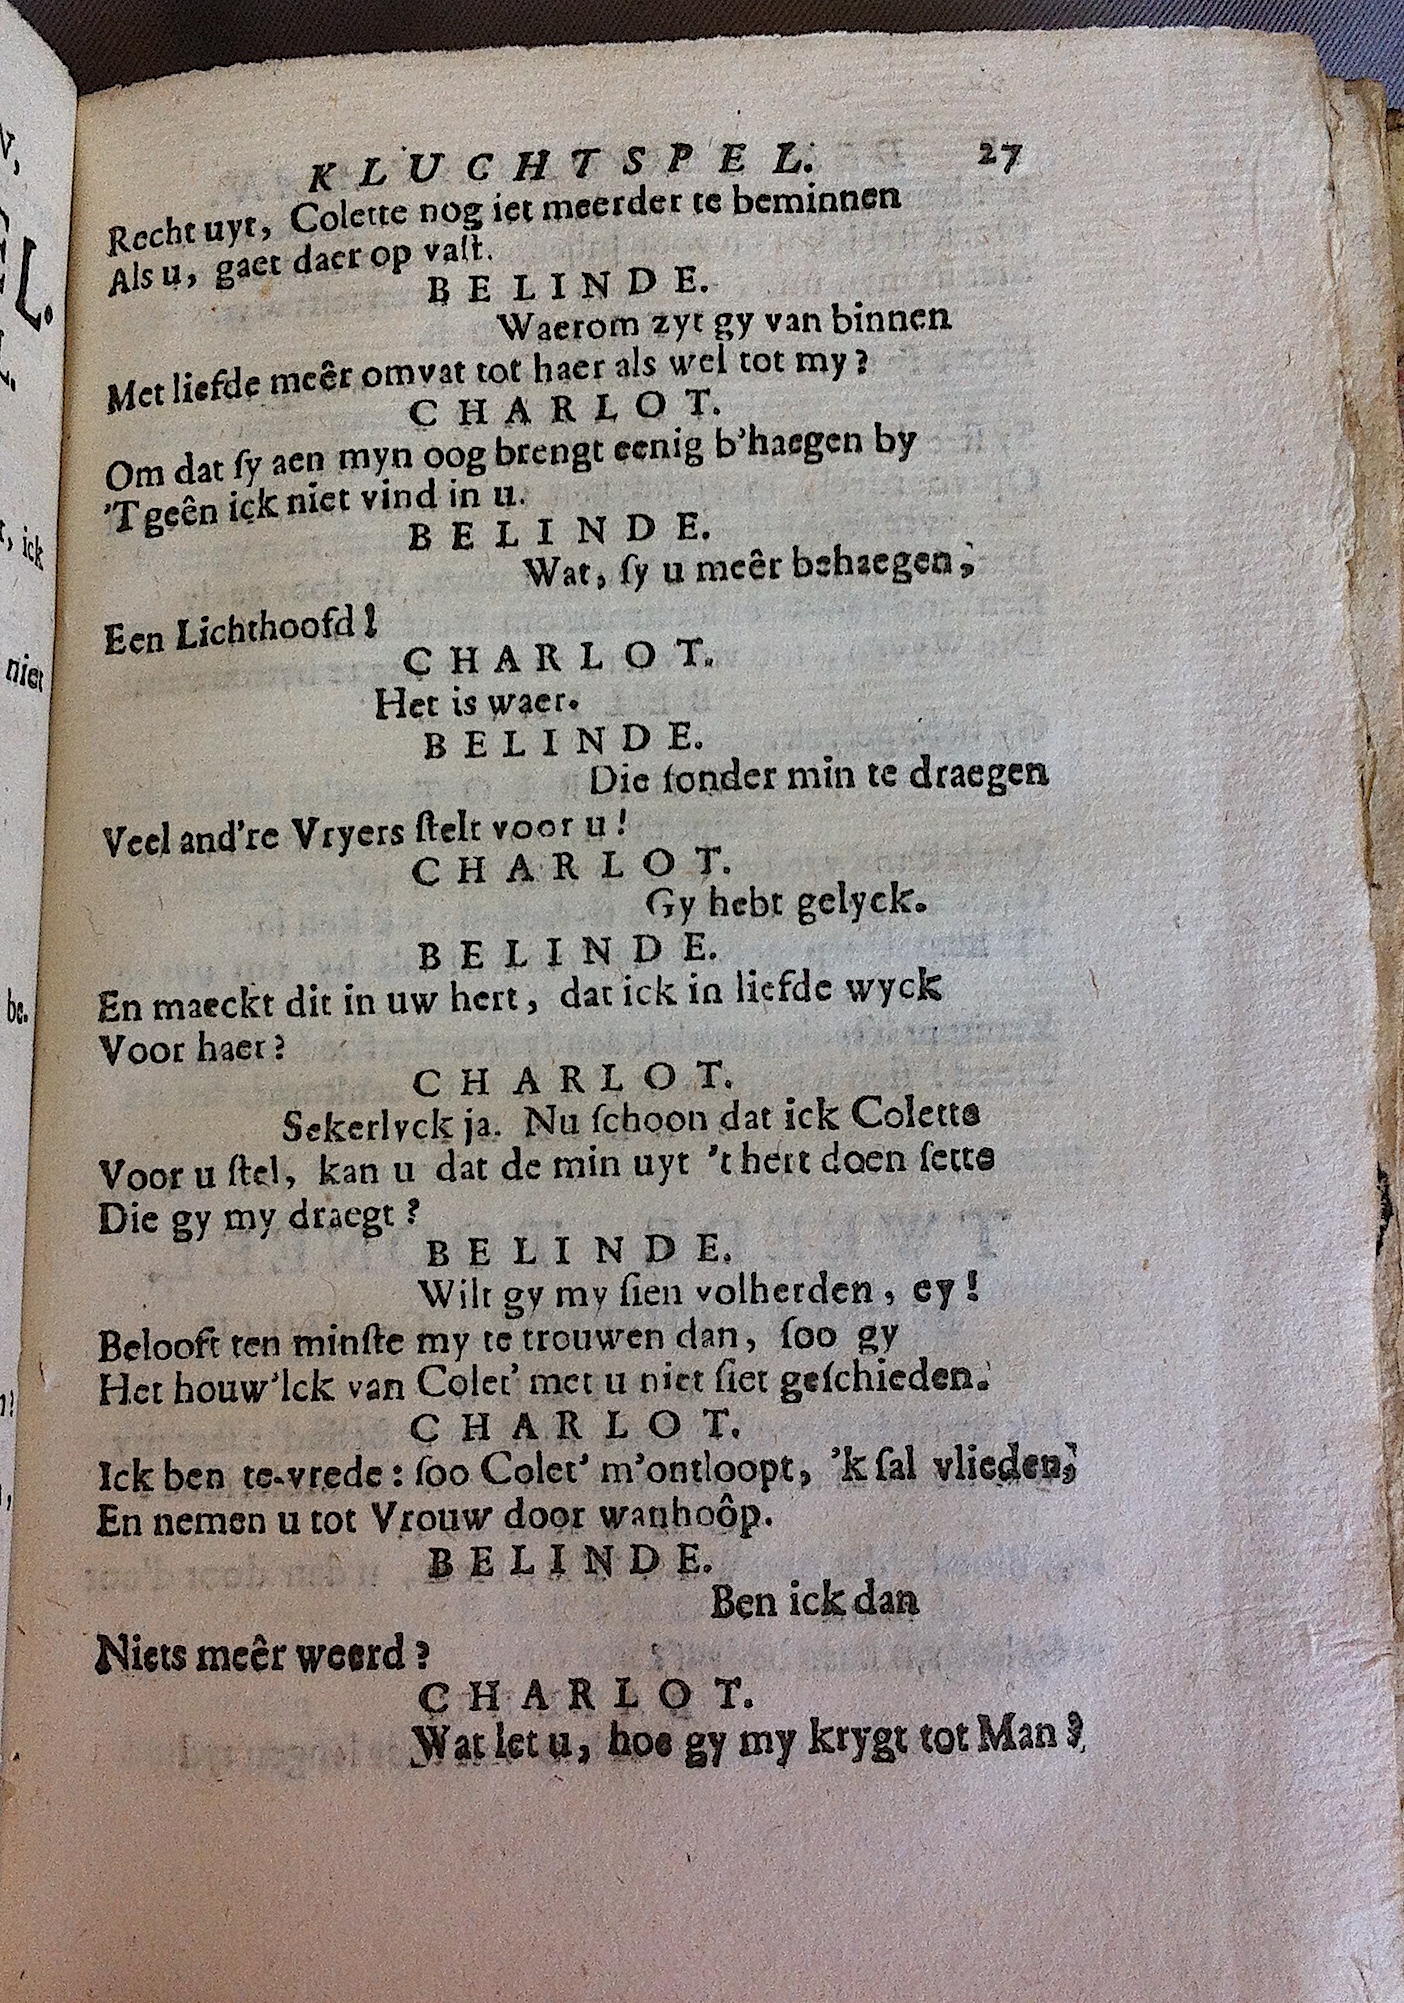 KLUCHTSPEL. 27
Recht uyt, Colette nog iet meerder te beminnen
Als u, gaet daer op vaſt.
BELINDE.
Waerom zyt gy van binnen
Met liefde meêr omvat tot haer als wel tot my?
CHARLOT.
Om dat ſy aen myn oog brengt eenig b'haegen by
'T geên ick niet vind in u.
BELINDE.
Wat, ſy u meêr behaegen,
Een Lichthoofd!
CHARLOT.
Het is waer.
BELINDE.
Die ſonder min te draegen
Veel and're Vryers ſtelt voor u!
CHARLOT.
Gy hebt gelyck.
BELINDE.
En maeckt dit in uw hert, dat ick in liefde wyck
Voor haer?
CHARLOT.
Sekerlyck ja. Nu ſchoon dat ick Colette
Voor u ſtel, kan u dat de min uyt 't hert doen ſette
Die gy my draegt?
BELINDE.
Wilt gy my ſien volherden, ey!
Belooft ten minſte my te trouwen dan, ſoo gy
Het houw'lck van Colet' met u niet ſiet geſchieden.
CHARLOT.
Ick ben te-vrede: ſoo Colet' m'ontloopt, 'k ſal vlieden,
En nemen u tot Vrouw door wanhoôp.
BELINDE.
Ben ick dan
Niets meêr weerd?
CHARLOT.
Wat let u, hoe gy my krygt tot Man?
ick
niet
be.